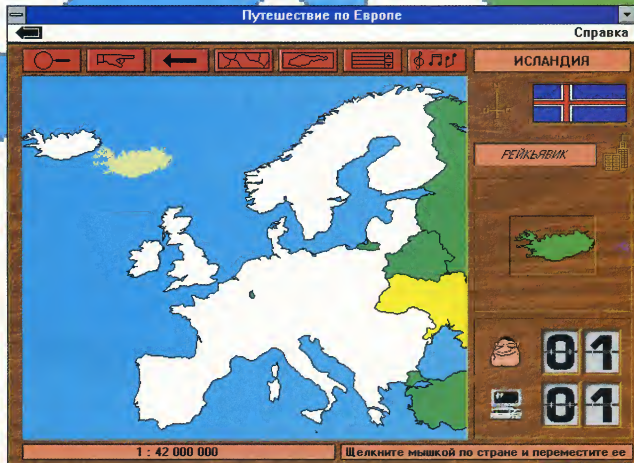 Путешествие по Европе
Справка
ИСЛАНДИЯ
РЕЙКЬЯВИК
01
01
1 : 42 000 000
Щелкните мышкой по стране и переместите ее